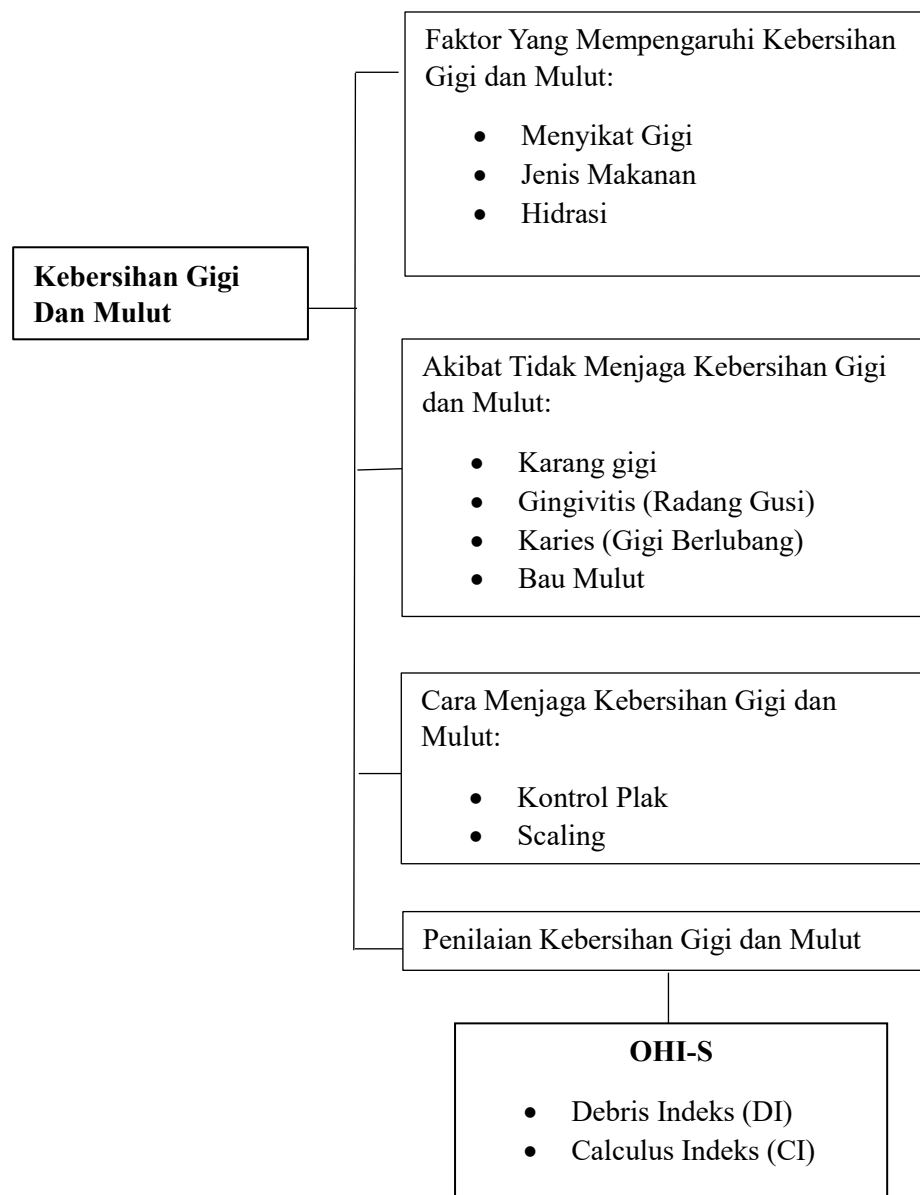 Faktor Yang Mempengaruhi Kebersihan
Gigi dan Mulut:
• Menyikat Gigi
• Jenis Makanan
• Hidrasi
Kebersihan Gigi
Dan Mulut
Akibat Tidak Menjaga Kebersihan Gigi
dan Mulut:
• Karang gigi
• Gingivitis (Radang Gusi)
• Karies (Gigi Berlubang)
• Bau Mulut
Cara Menjaga Kebersihan Gigi dan
Mulut:
• Kontrol Plak
• Scaling
Penilaian Kebersihan Gigi dan Mulut
OHI-S
• Debris Indeks (DI)
• Calculus Indeks (CI)